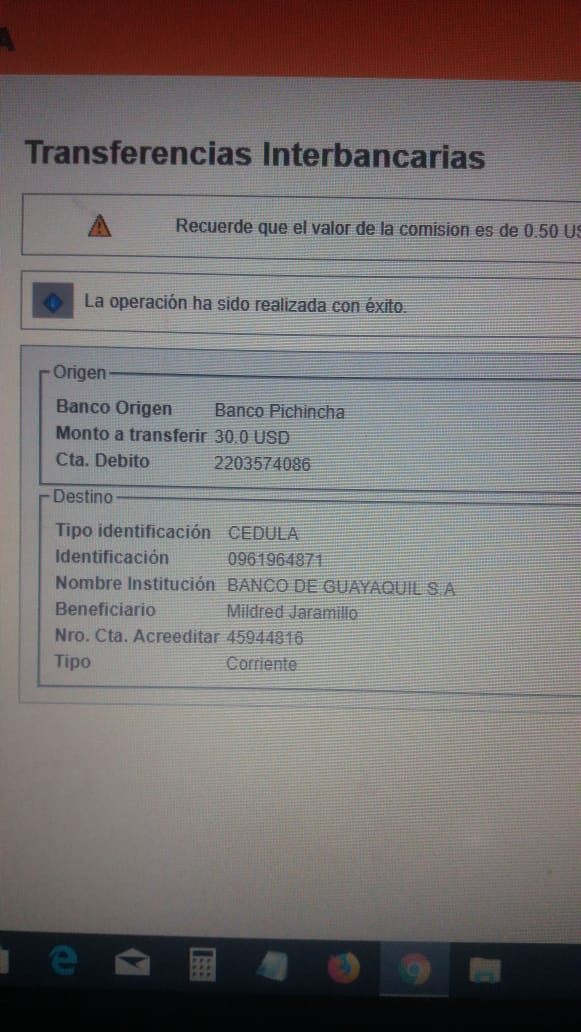 A
Transferencias Interbancarias
Recuerde que el valor de la comision es de 0.50 US
La operación ha sido realizada con éxito.
Origen
Banco Origen Banco Pichincha
Monto a transferir 30.0 USD
Cta. Debito 2203574086
Destino
Tipo identificación CEDULA
Identificación 0961964871
Nombre Institución BANCO DE GUAYAQUIL S.A
Beneficiario Mildred Jaramillo
Nro. Cta. Acreeditar 45944816
Tipo Corriente